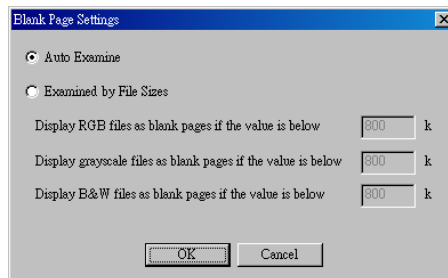 Blank Page Settings
Auto Examine
Examined by File Sizes
Display RGB files as blank pages if the value is below 800 k
Display grayscale files as blank pages if the value is below 800 k
Display B&W files as blank pages if the value is below 800 k
OK Cancel